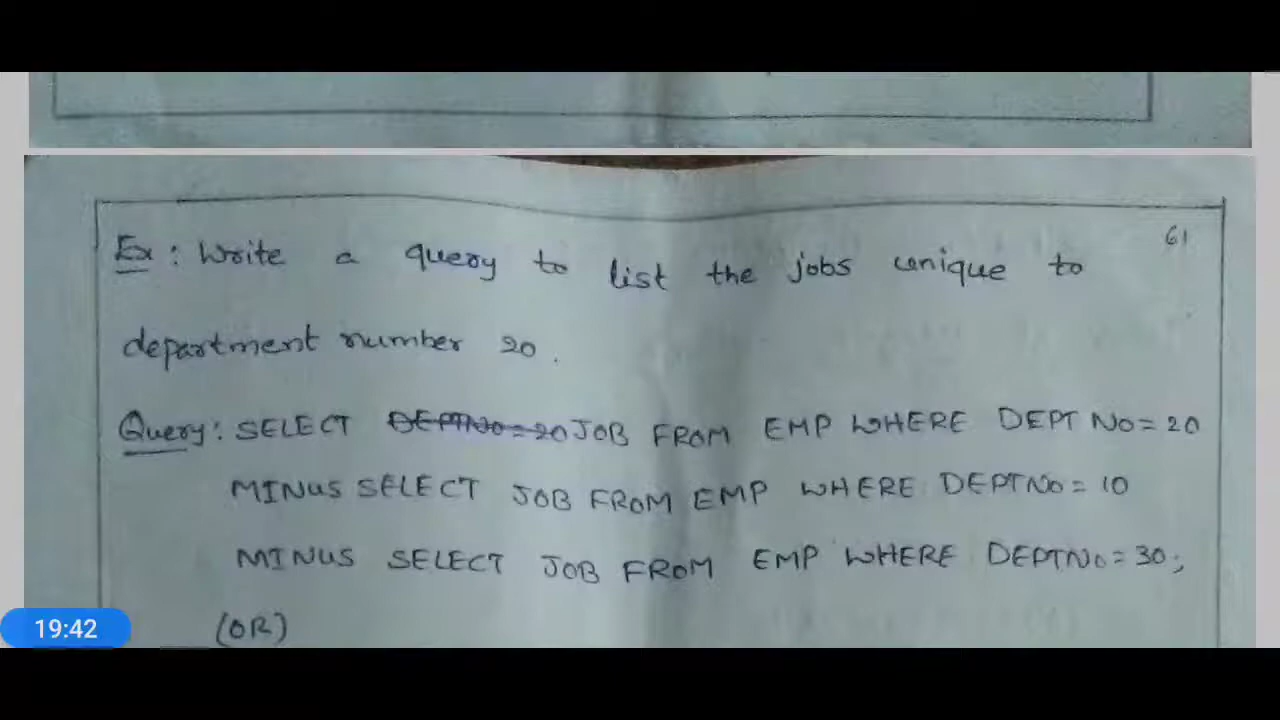 61
Ex: Write a query to list the jobs unique to
department number 20.
Query: SELECT DEPTNO=20 JOB FROM EMP WHERE DEPTNO=20
MINUS SELECT JOB FROM EMP WHERE DEPTNO=10
MINUS SELECT JOB FROM EMP WHERE DEPTNO=30;
(OR)
19:42